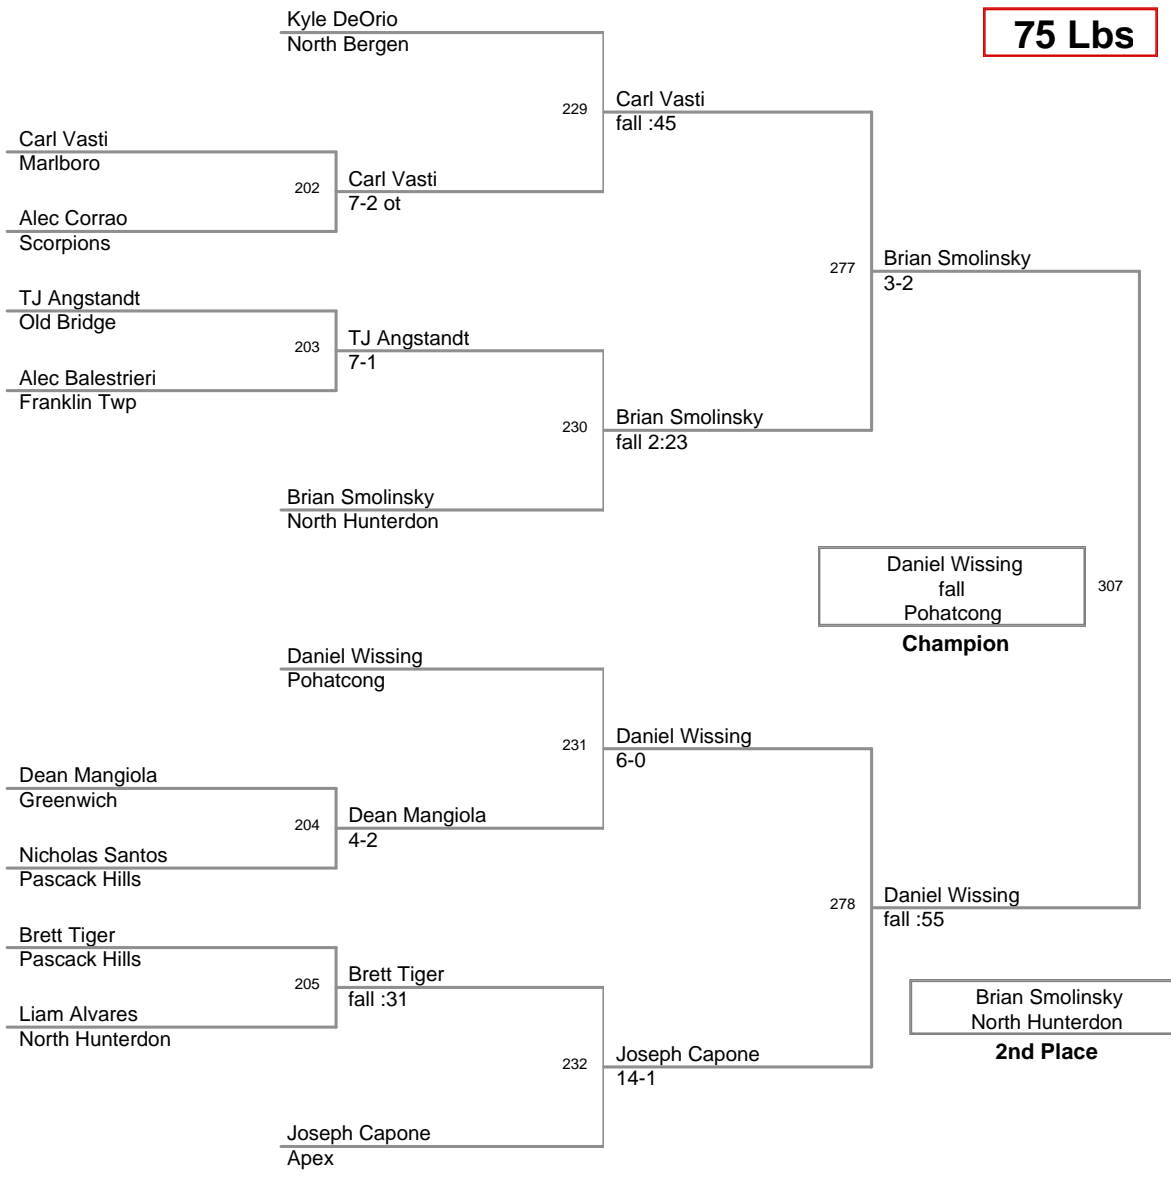 Kyle DeOrio
North Bergen
75 Lbs
229
Carl Vasti
fall :45
Carl Vasti
Marlboro
202
Carl Vasti
7-2 ot
Alec Corrao
Scorpions
277
Brian Smolinsky
3-2
TJ Angstandt
Old Bridge
203
TJ Angstandt
7-1
Alec Balestrieri
Franklin Twp
230
Brian Smolinsky
fall 2:23
Brian Smolinsky
North Hunterdon
Daniel Wissing
fall
Pohatcong
307
Champion
Daniel Wissing
Pohatcong
231
Daniel Wissing
6-0
Dean Mangiola
Greenwich
204
Dean Mangiola
4-2
Nicholas Santos
Pascack Hills
278
Daniel Wissing
fall :55
Brett Tiger
Pascack Hills
205
Brett Tiger
fall :31
Liam Alvares
North Hunterdon
Brian Smolinsky
North Hunterdon
2nd Place
232
Joseph Capone
14-1
Joseph Capone
Apex